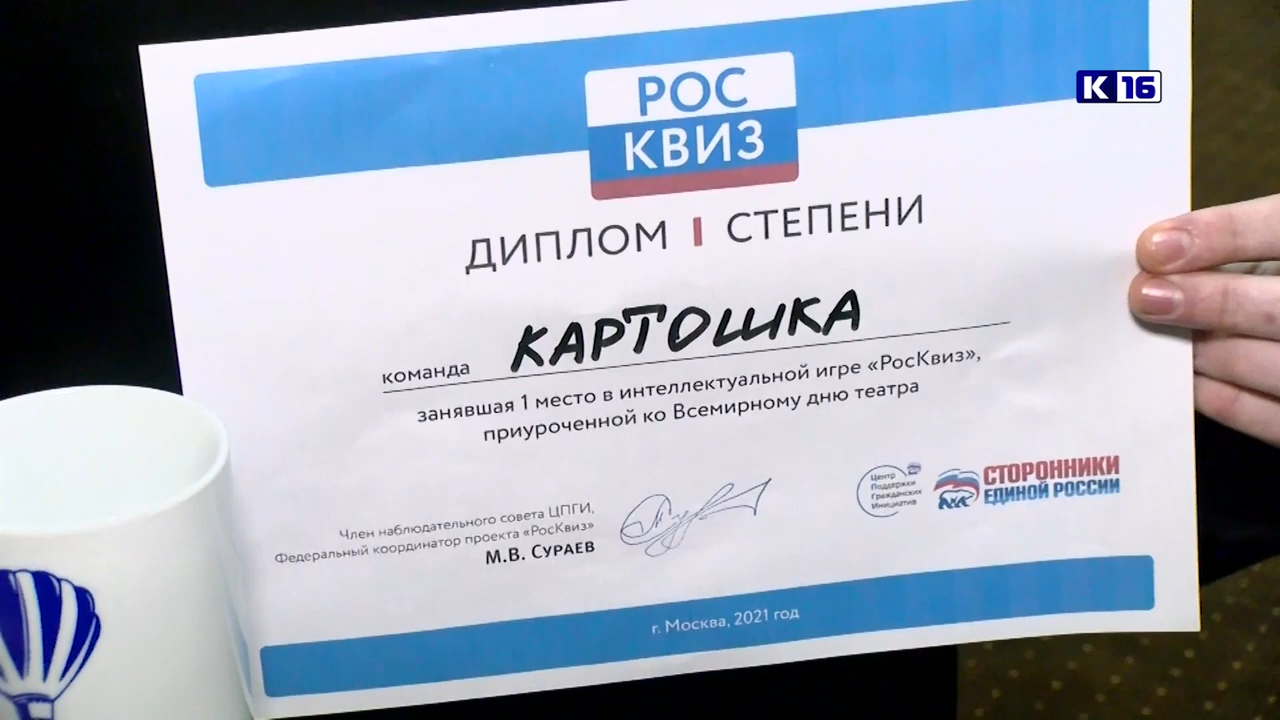 РОС
КВИЗ
К 16
ДИПЛОМ I СТЕПЕНИ
команда КАРТОШКА
занявшая 1 место в интеллектуальной игре «РосКвиз»,
приуроченной ко Всемирному дню театра
Член наблюдательного совета ЦПГИ,
Федеральный координатор проекта «РосКвиз»
М.В. СУРАЕВ
Центр
Поддержки
Гражданских
Инициатив
СТОРОННИКИ
ЕДИНОЙ РОССИИ
г. Москва, 2021 год